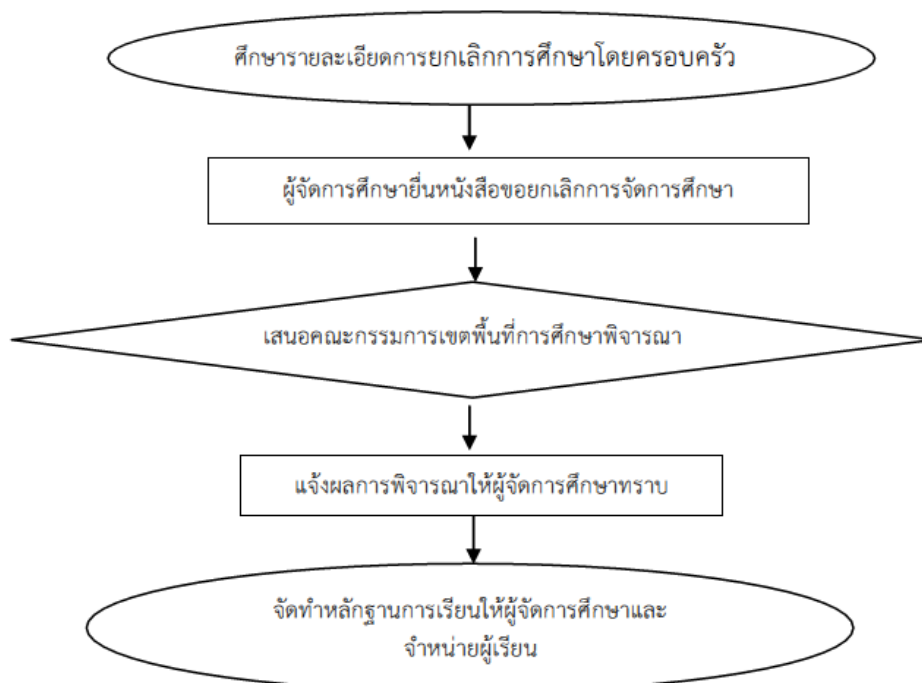 ศึกษารายละเอียดการยกเลิกการศึกษาโดยครอบครัว
ผู้จัดการศึกษายื่นหนังสือขอยกเลิกการจัดการศึกษา
เสนอคณะกรรมการเขตพื้นที่การศึกษาพิจารณา
แจ้งผลการพิจารณาให้ผู้จัดการศึกษาทราบ
จัดทำหลักฐานการเรียนให้ผู้จัดการศึกษาและ
จำหน่ายผู้เรียน